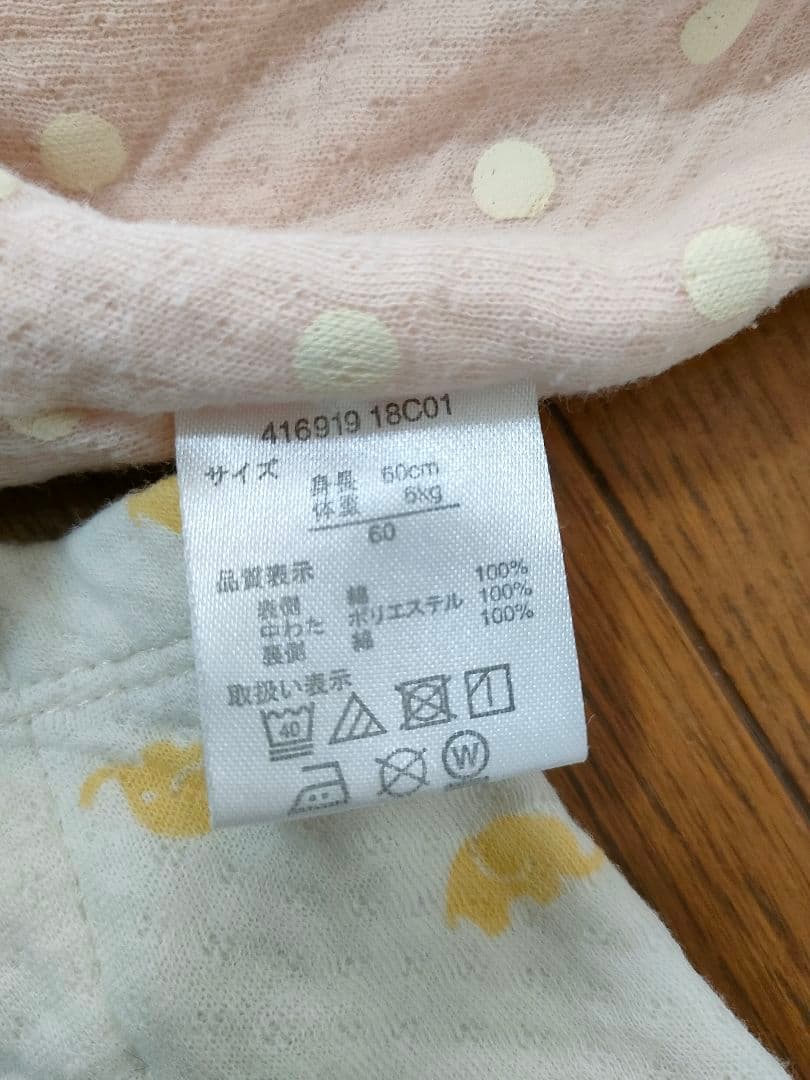 416919 18C01
サイズ
身長 60cm
体重 6kg
60
品質表示
表側 綿 100%
中わた ポリエステル 100%
裏側 綿 100%
取扱い表示
40
W